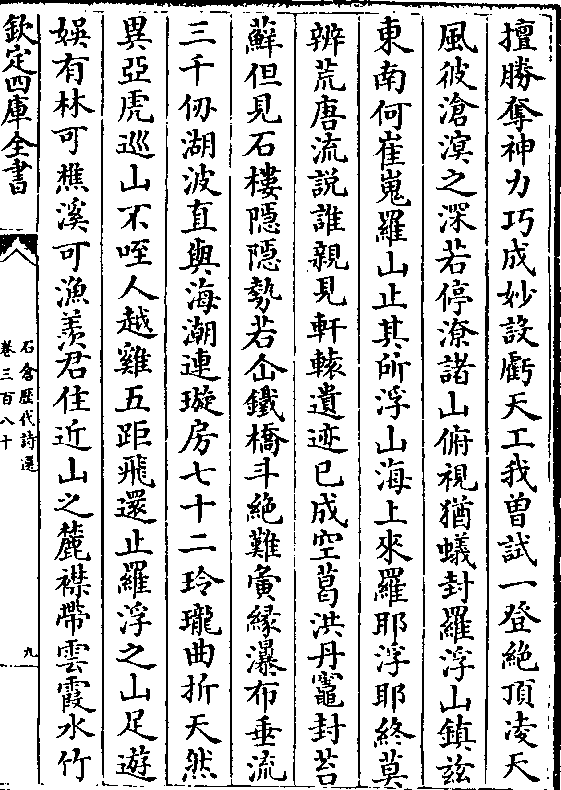 擅勝奪神力巧成妙設虧天工我曽試一登絶頂凌天
風彼滄溟之深若停潦諸山俯視猶蟻封羅浮山鎮茲
東南何崔嵬羅山止其所浮山海上來羅耶浮耶終莫
辨荒唐流説誰親見軒轅遺迹已成空葛洪丹竈封苔
蘚但見石樓隱隱勢若仚鐵橋斗絶難夤縁瀑布垂流
三千仞湖波直與海潮連璇房七十二玲瓏曲折天然
異亞虎巡山不咥人越雞五距飛還止羅浮之山足遊
娯有林可樵溪可漁羨君住近山之麓襟帶雲霞水竹
欽定四庫全書
石倉歴代詩選
卷三百八十
九